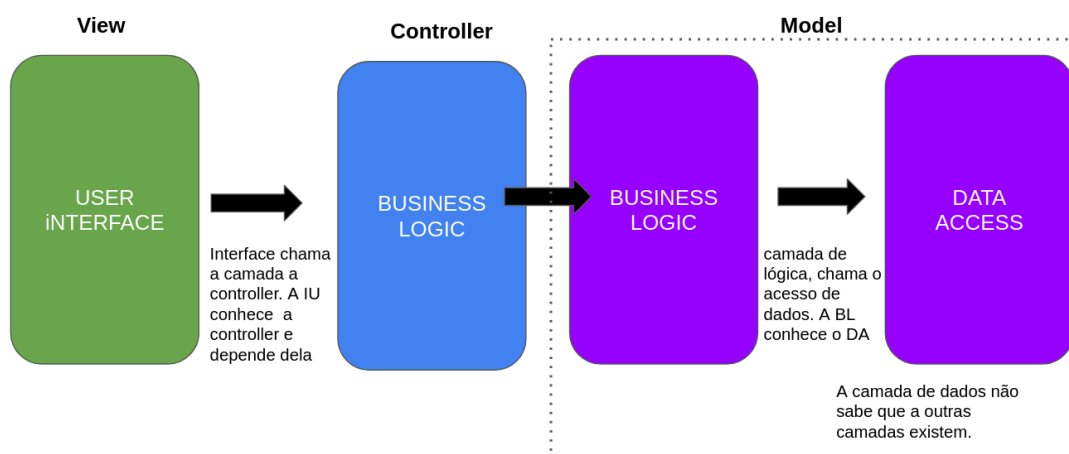 View
Controller
Model
USER
iNTERFACE
Interface chama
a camada a
controller. A IU
conhece a
controller e
depende dela
BUSINESS
LOGIC
BUSINESS
LOGIC
camada de
lógica, chama o
acesso de
dados. A BL
conhece o DA
DATA
ACCESS
A camada de dados não
sabe que a outras
camadas existem.